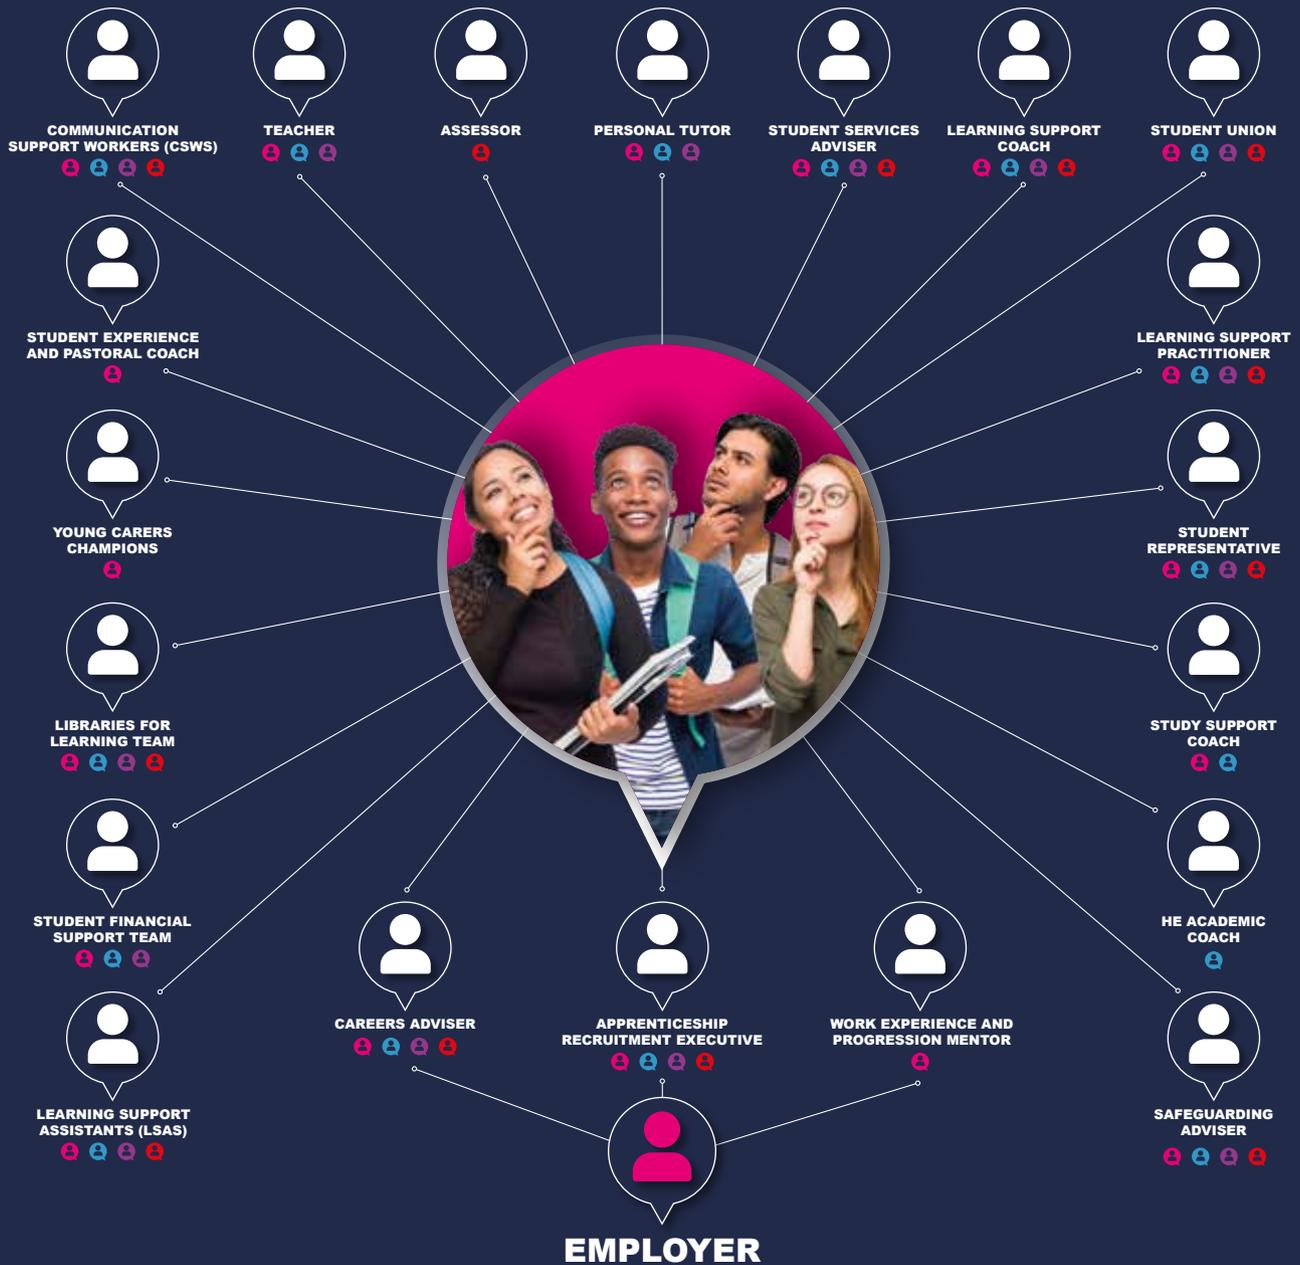 COMMUNICATION
SUPPORT WORKERS (CSWS)
TEACHER
ASSESSOR
PERSONAL TUTOR
STUDENT SERVICES
ADVISER
LEARNING SUPPORT
COACH
STUDENT UNION
STUDENT EXPERIENCE
AND PASTORAL COACH
LEARNING SUPPORT
PRACTITIONER
YOUNG CARERS
CHAMPIONS
STUDENT
REPRESENTATIVE
LIBRARIES FOR
LEARNING TEAM
STUDY SUPPORT
COACH
STUDENT FINANCIAL
SUPPORT TEAM
HE ACADEMIC
COACH
CAREERS ADVISER
APPRENTICESHIP
RECRUITMENT EXECUTIVE
WORK EXPERIENCE AND
PROGRESSION MENTOR
LEARNING SUPPORT
ASSISTANTS (LSAS)
SAFEGUARDING
ADVISER
EMPLOYER